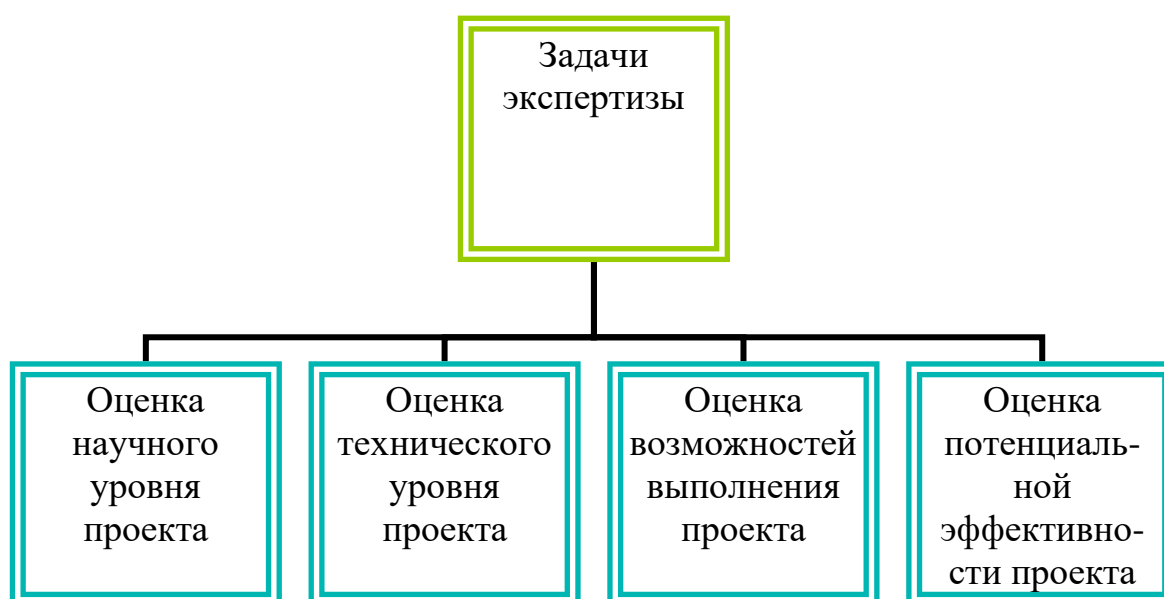 Задачи
экспертизы
Оценка
научного
уровня
проекта
Оценка
технического
уровня
проекта
Оценка
возможностей
выполнения
проекта
Оценка
потенциаль-
ной
эффективно-
сти проекта